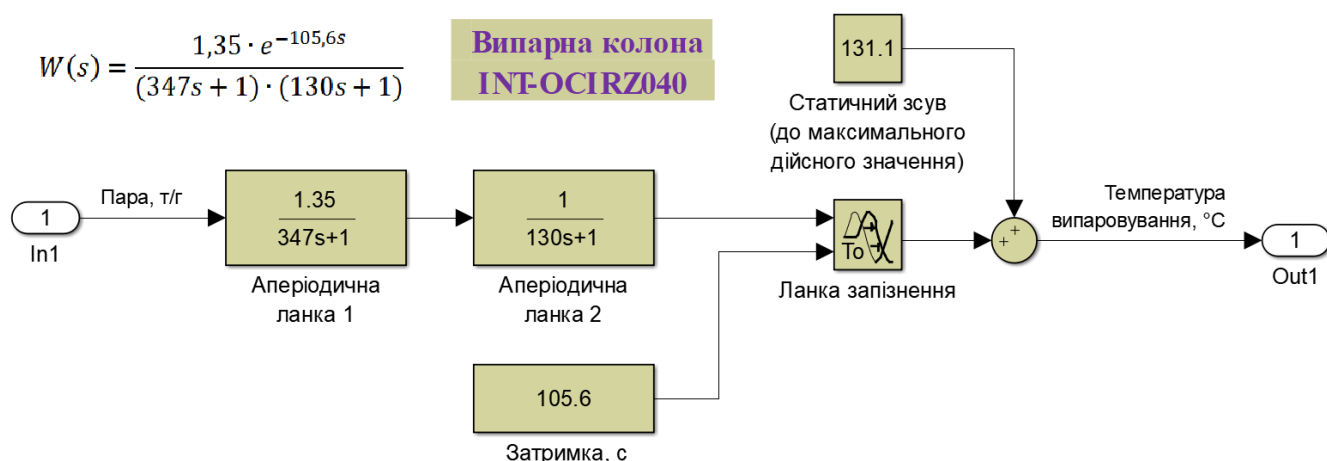 W(s) = 1,35 · e^{−105,6s} / (347s + 1) · (130s + 1)
Випарна колона
INT-OCIRZ040
131.1
Статичний зсув
(до максимального
дійсного значення)
1
In1
Пара, т/г
1.35
347s+1
Аперіодична
ланка 1
1
130s+1
Аперіодична
ланка 2
To
Ланка запізнення
+
+
Температура
випаровування, °C
1
Out1
105.6
Затримка, с